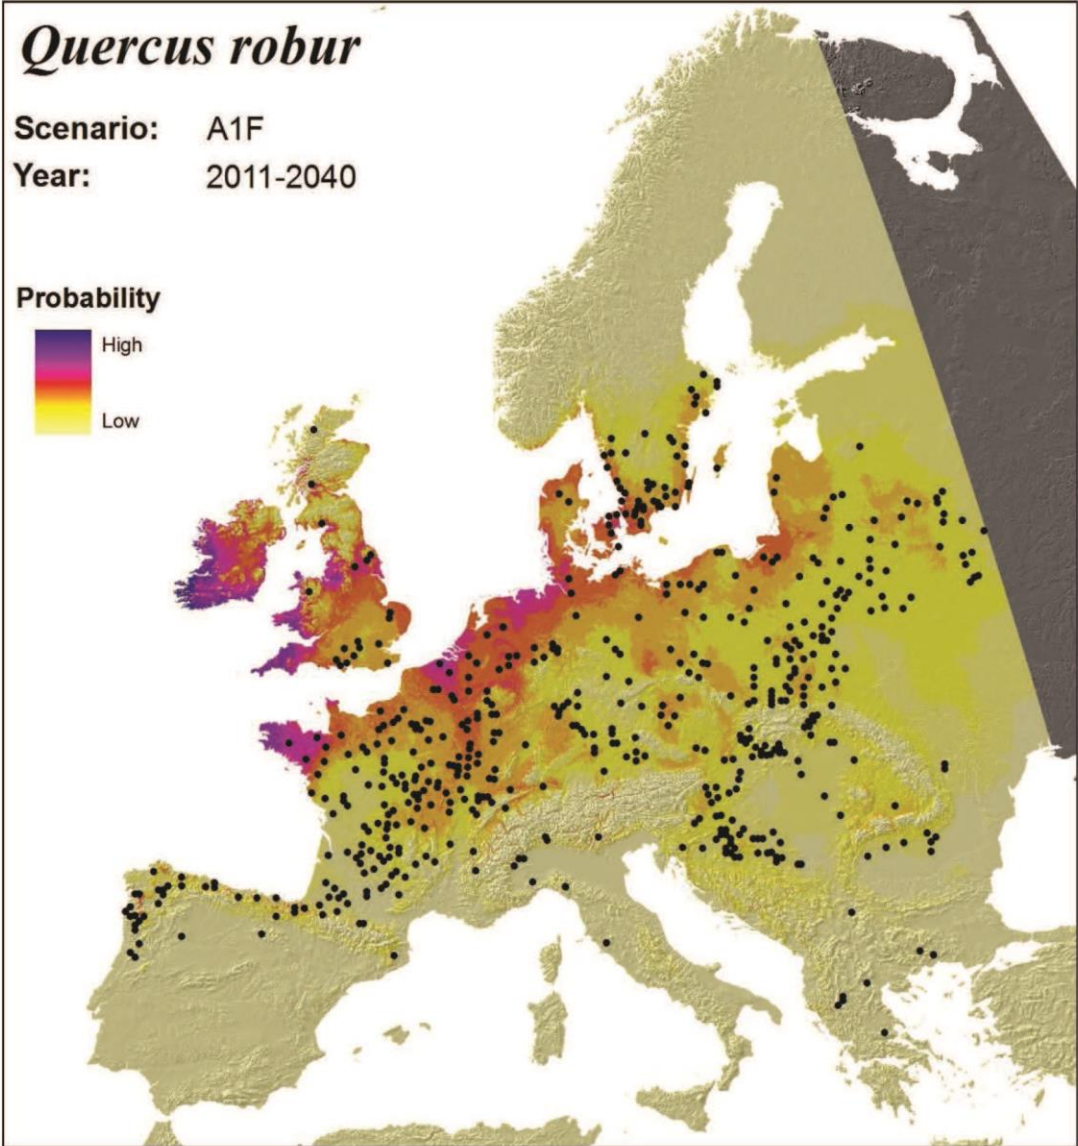 Quercus robur
Scenario: A1F
Year: 2011-2040
Probability
High
Low